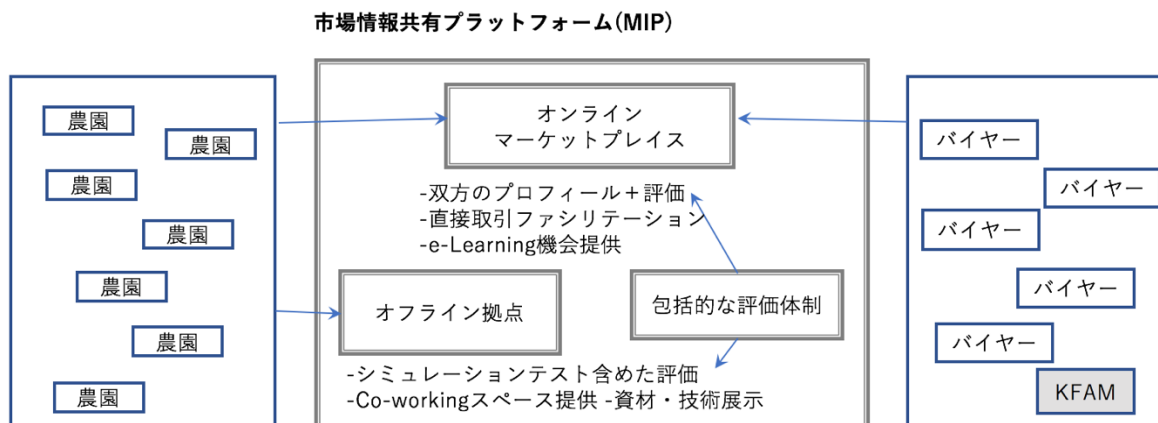 市場情報共有プラットフォーム(MIP)
農園
農園
農園
農園
農園
農園
農園
オンライン
マーケットプレイス
-双方のプロフィール＋評価
-直接取引ファシリテーション
-e-Learning機会提供
オフライン拠点
包括的な評価体制
-シミュレーションテスト含めた評価
-Co-workingスペース提供 -資材・技術展示
バイヤー
バイヤー
バイヤー
バイヤー
バイヤー
KFAM